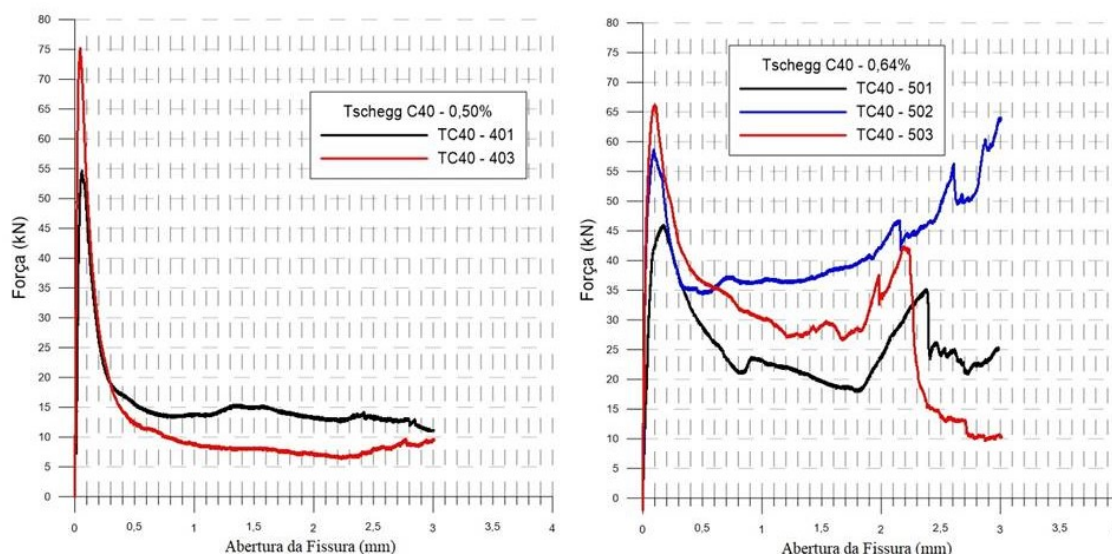 Tschegg C40 - 0,50%
TC40 - 401
TC40 - 403
Força (kN)
80
75
70
65
60
55
50
45
40
35
30
25
20
15
10
5
0
0 0,5 1 1,5 2 2,5 3 3,5 4
Abertura da Fissura (mm)
Tschegg C40 - 0,64%
TC40 - 501
TC40 - 502
TC40 - 503
Força (kN)
80
75
70
65
60
55
50
45
40
35
30
25
20
15
10
5
0
0 0,5 1 1,5 2 2,5 3 3,5
Abertura da Fissura (mm)